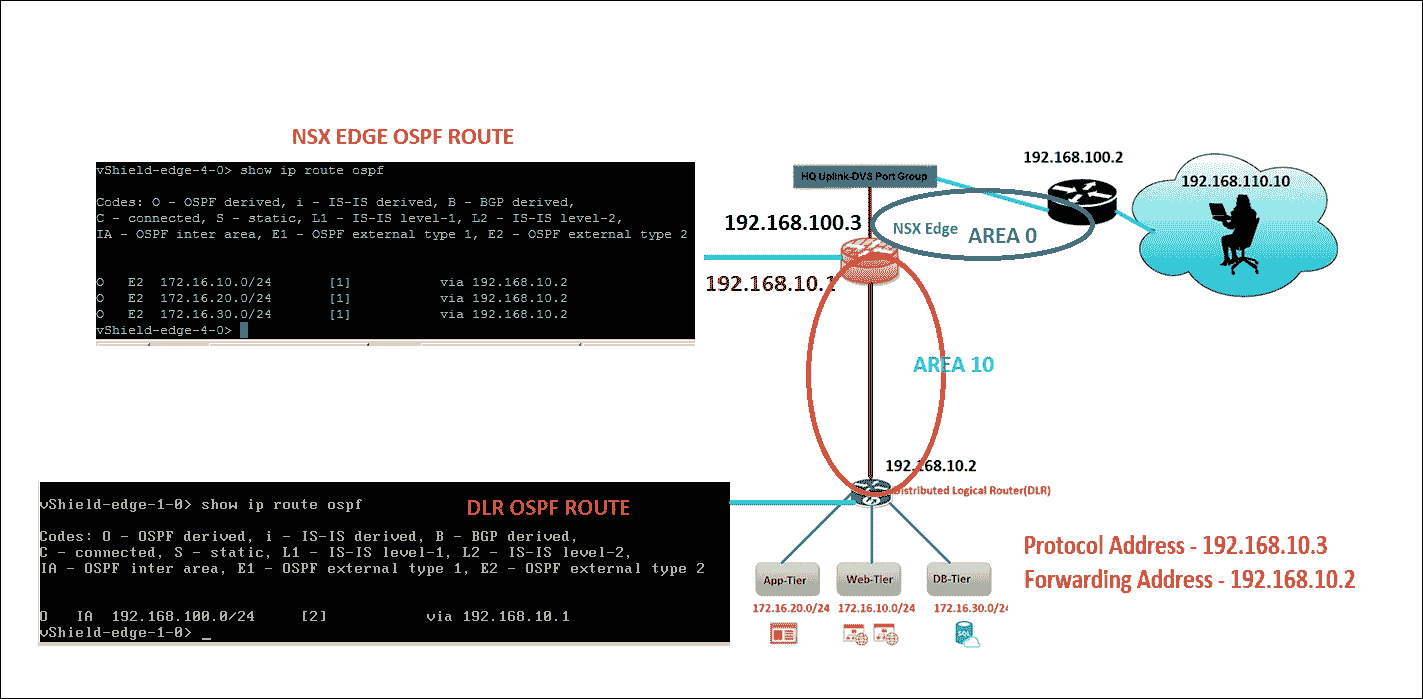 NSX EDGE OSPF ROUTE
vShield-edge-4-0> show ip route ospf
Codes: O - OSPF derived, i - IS-IS derived, B - BGP derived,
C - connected, S - static, L1 - IS-IS level-1, L2 - IS-IS level-2,
IA - OSPF inter area, E1 - OSPF external type 1, E2 - OSPF external type 2
O E2 172.16.10.0/24 [1] via 192.168.10.2
O E2 172.16.20.0/24 [1] via 192.168.10.2
O E2 172.16.30.0/24 [1] via 192.168.10.2
vShield-edge-4-0>
192.168.100.2
HQ Uplink-DVS Port Group
192.168.110.10
192.168.100.3
NSX Edge
AREA 0
192.168.10.1
AREA 10
192.168.10.2
Distributed Logical Router(DLR)
vShield-edge-1-0> show ip route ospf
DLR OSPF ROUTE
Codes: O - OSPF derived, i - IS-IS derived, B - BGP derived,
C - connected, S - static, L1 - IS-IS level-1, L2 - IS-IS level-2,
IA - OSPF inter area, E1 - OSPF external type 1, E2 - OSPF external type 2
O IA 192.168.100.0/24 [2] via 192.168.10.1
vShield-edge-1-0> _
Protocol Address - 192.168.10.3
Forwarding Address - 192.168.10.2
App-Tier
Web-Tier
DB-Tier
172.16.20.0/24
172.16.10.0/24
172.16.30.0/24
SQL